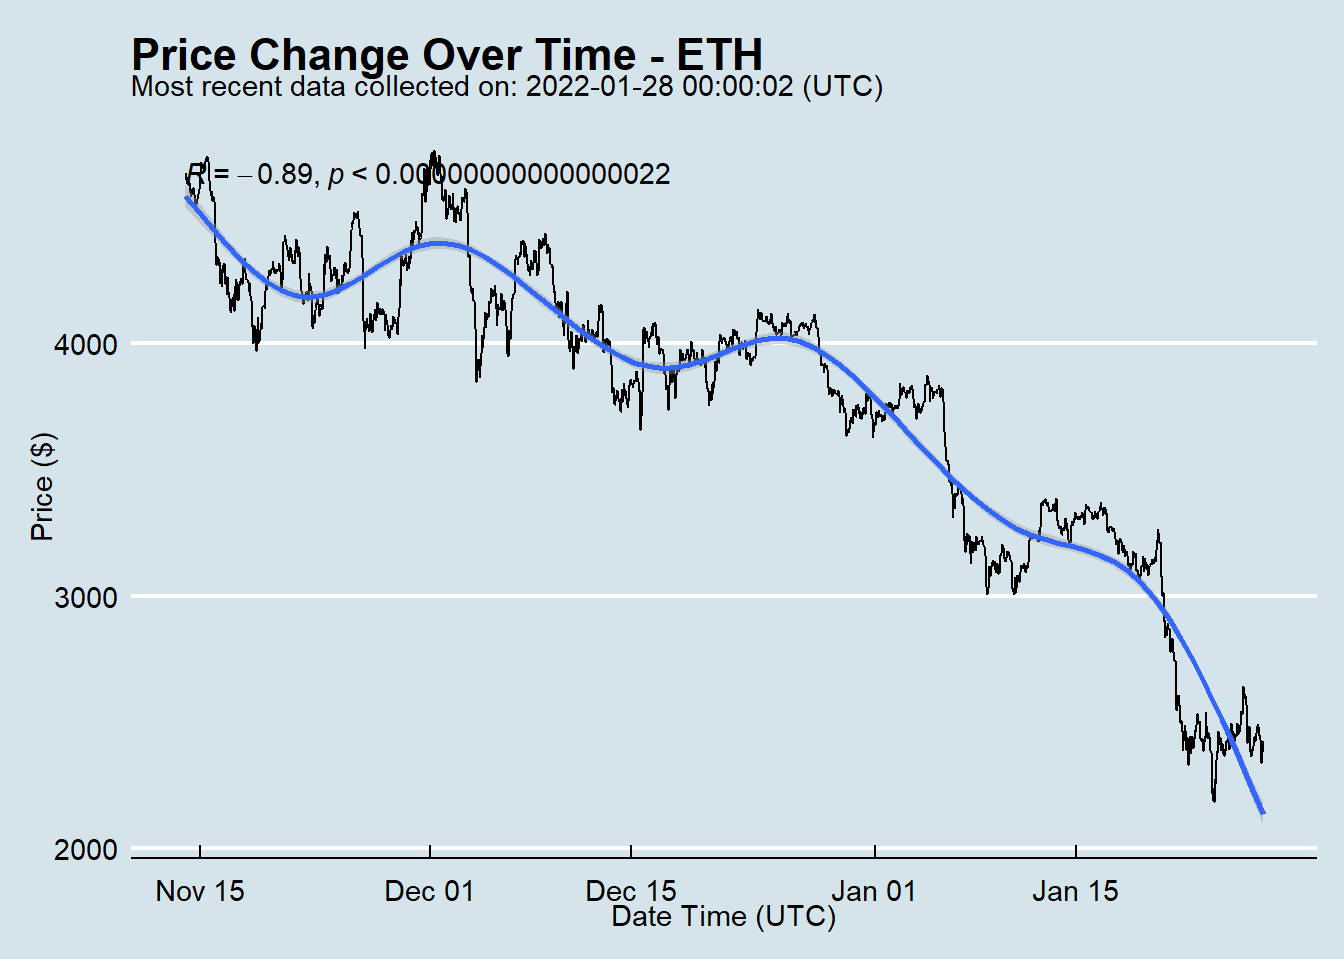 Price Change Over Time - ETH
Most recent data collected on: 2022-01-28 00:00:02 (UTC)
R = −0.89, p < 0.00000000000000022
4000
3000
2000
Price ($)
Nov 15 Dec 01 Dec 15 Jan 01 Jan 15
Date Time (UTC)